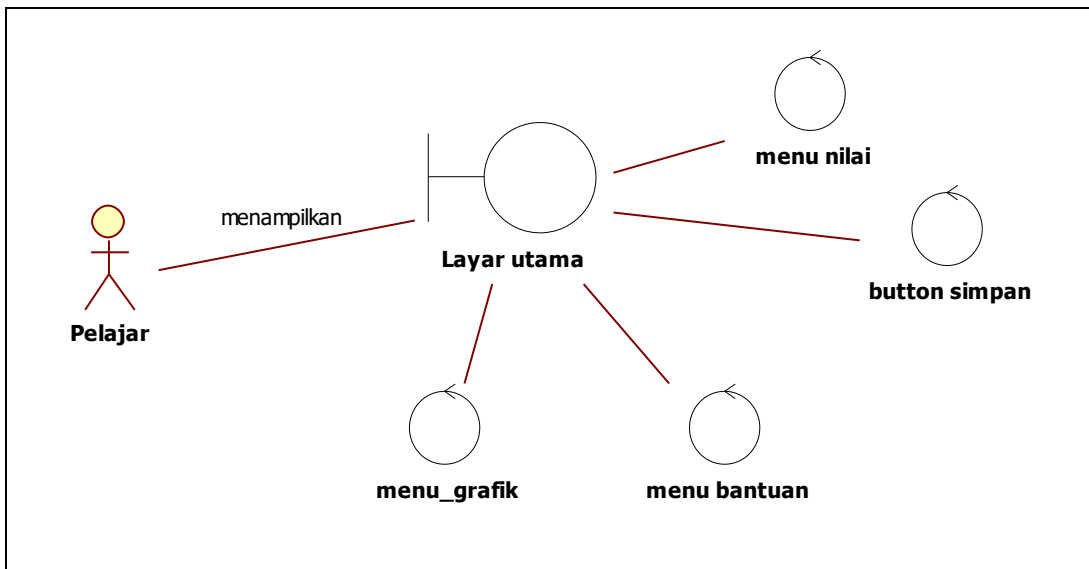 menu nilai
menampilkan
Layar utama
button simpan
Pelajar
menu_grafik
menu bantuan